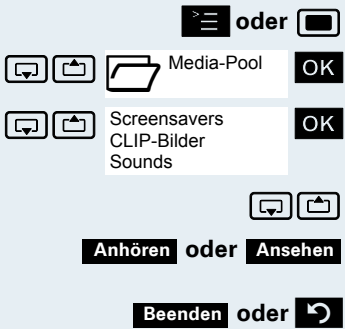 oder
Media-Pool OK
Screensavers OK
CLIP-Bilder
Sounds
Anhören oder Ansehen
Beenden oder